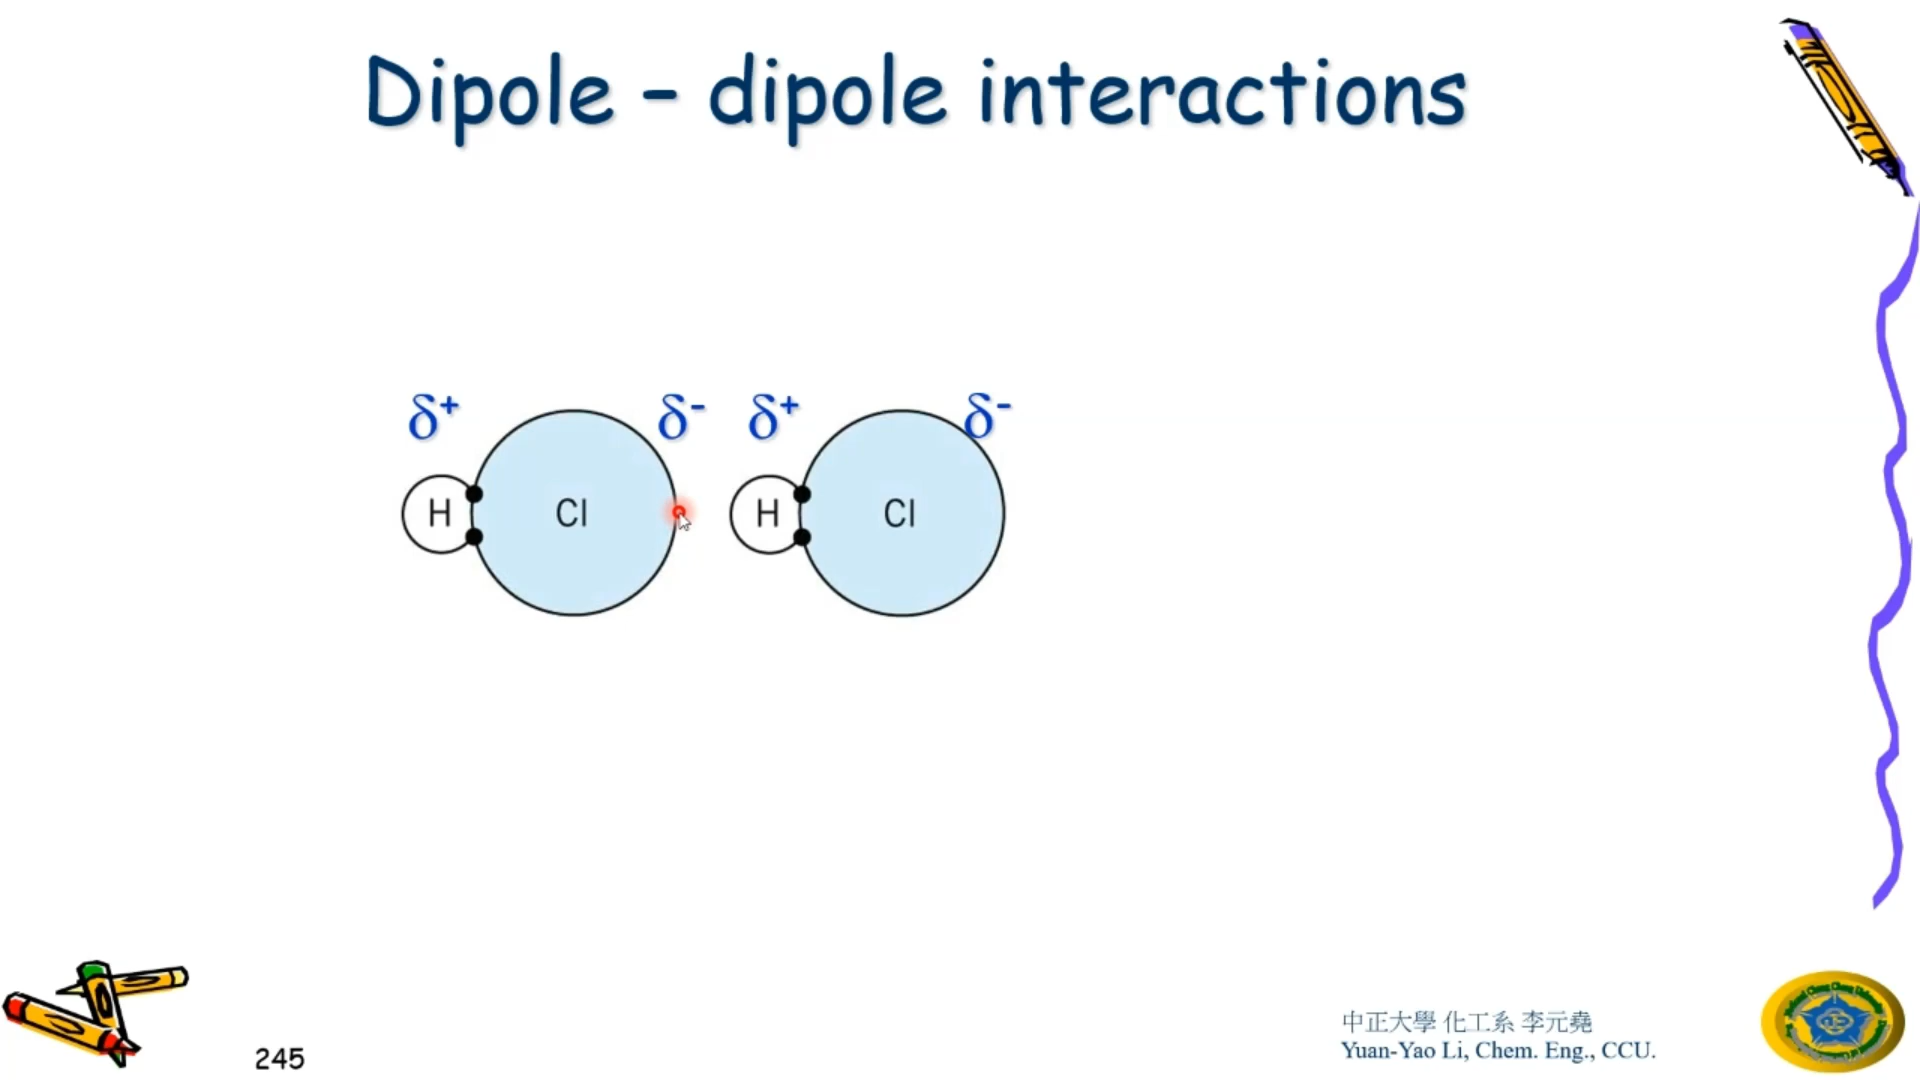 Dipole – dipole interactions
δ+ δ- δ+ δ-
H Cl H Cl
中正大學 化工系 李元堯
Yuan-Yao Li, Chem. Eng., CCU.
245